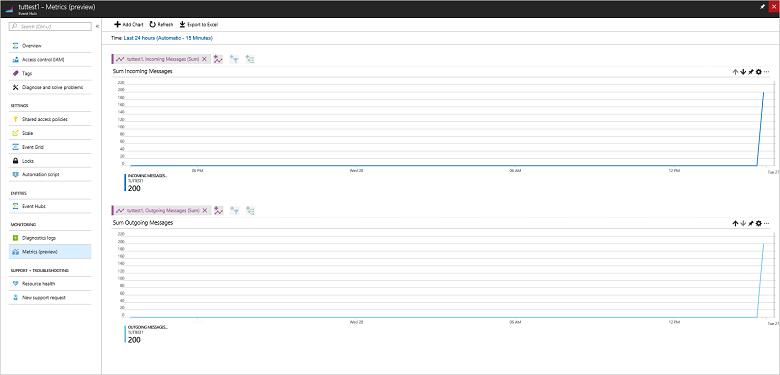 tuttest1 - Metrics (preview)
Event Hub
Search (Ctrl+/)
Overview
Access control (IAM)
Tags
Diagnose and solve problems
SETTINGS
Shared access policies
Scale
Event Grid
Locks
Automation script
ENTITIES
Event Hubs
MONITORING
Diagnostics logs
Metrics (preview)
SUPPORT + TROUBLESHOOTING
Resource health
New support request
Add Chart Refresh Export to Excel
Time: Last 24 hours (Automatic - 15 Minutes)
tuttest1, Incoming Messages (Sum)
Sum Incoming Messages
220
200
180
160
140
120
100
80
60
40
20
0
06 PM Wed 28 06 AM 12 PM Tue 27
INCOMING MESSAGES...
TUTTEST1
200
tuttest1, Outgoing Messages (Sum)
Sum Outgoing Messages
220
200
180
160
140
120
100
80
60
40
20
0
Wed 28 06 AM 12 PM Tue 27
OUTGOING MESSAGES...
TUTTEST1
200